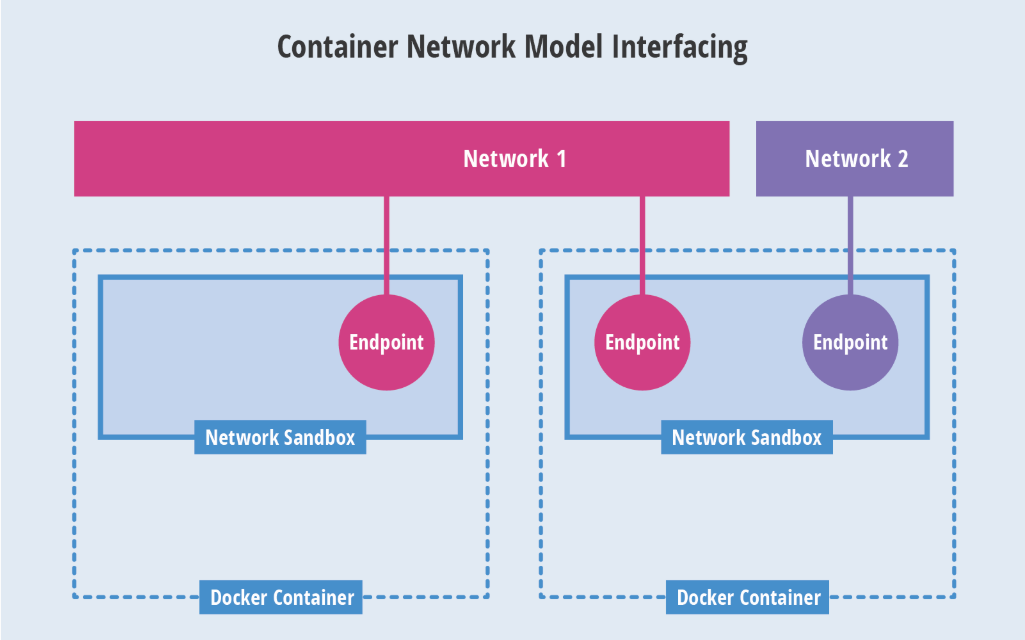 Container Network Model Interfacing
Network 1
Network 2
Endpoint
Endpoint
Endpoint
Network Sandbox
Network Sandbox
Docker Container
Docker Container